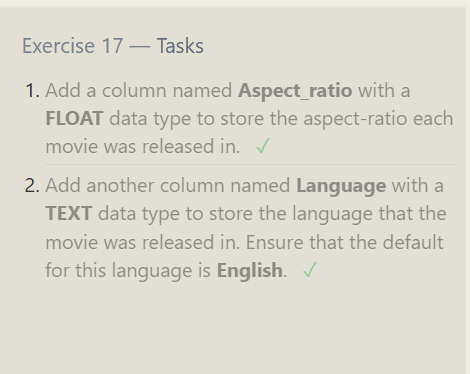 Exercise 17 — Tasks
1. Add a column named Aspect_ratio with a
FLOAT data type to store the aspect-ratio each
movie was released in. ✓
2. Add another column named Language with a
TEXT data type to store the language that the
movie was released in. Ensure that the default
for this language is English. ✓